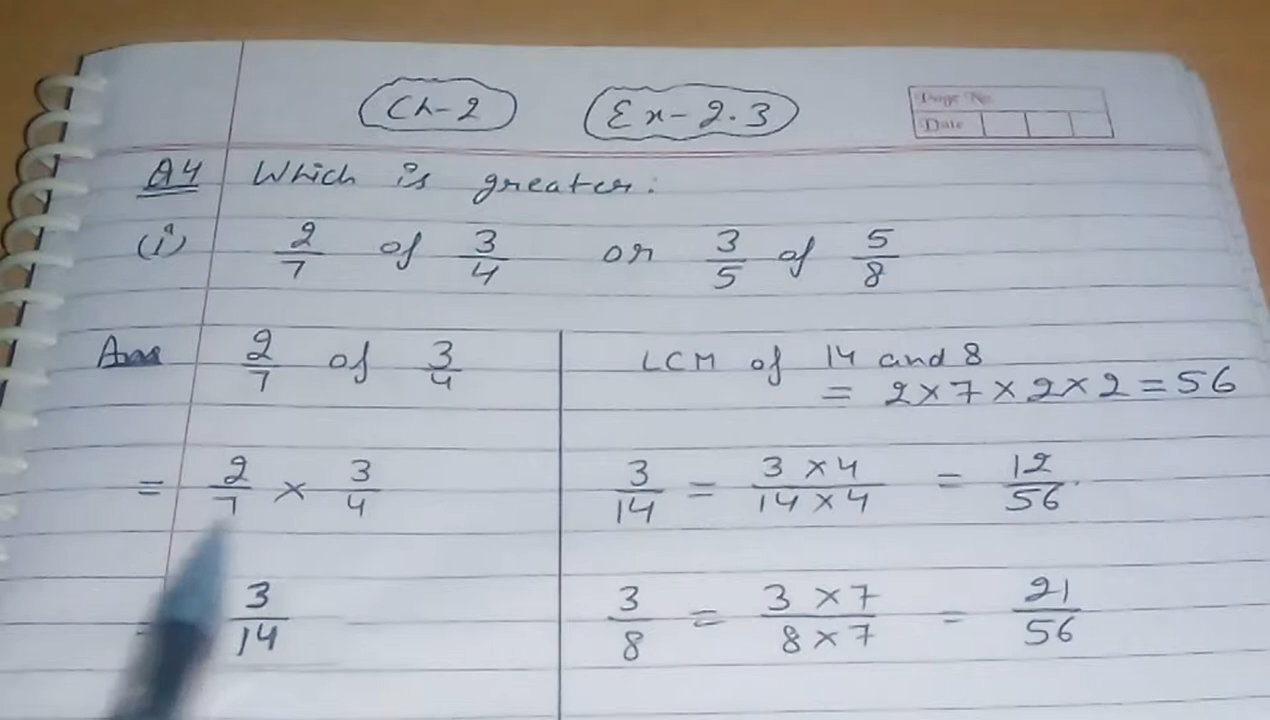 Ch-2 Ex-2.3
Page No.
Date
Q4 Which is greater:
(i) 2/7 of 3/4 or 3/5 of 5/8
Ans 2/7 of 3/4
= 2/7 × 3/4
3/14
LCM of 14 and 8
= 2×7×2×2=56
3/14 = 3×4/14×4 = 12/56
3/8 = 3×7/8×7 = 21/56